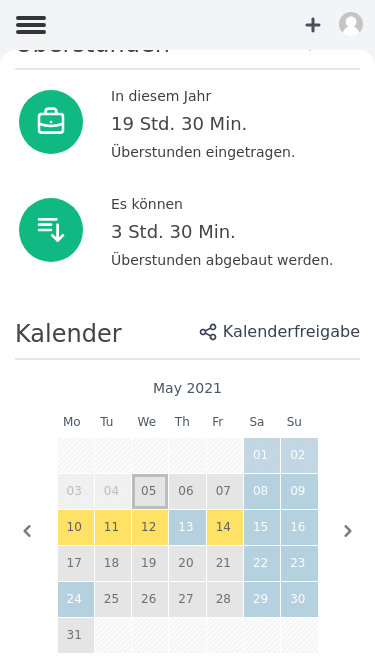 Überstunden
In diesem Jahr
19 Std. 30 Min.
Überstunden eingetragen.
Es können
3 Std. 30 Min.
Überstunden abgebaut werden.
Kalender
Kalenderfreigabe
May 2021
Mo Tu We Th Fr Sa Su
01 02
03 04 05 06 07 08 09
10 11 12 13 14 15 16
17 18 19 20 21 22 23
24 25 26 27 28 29 30
31